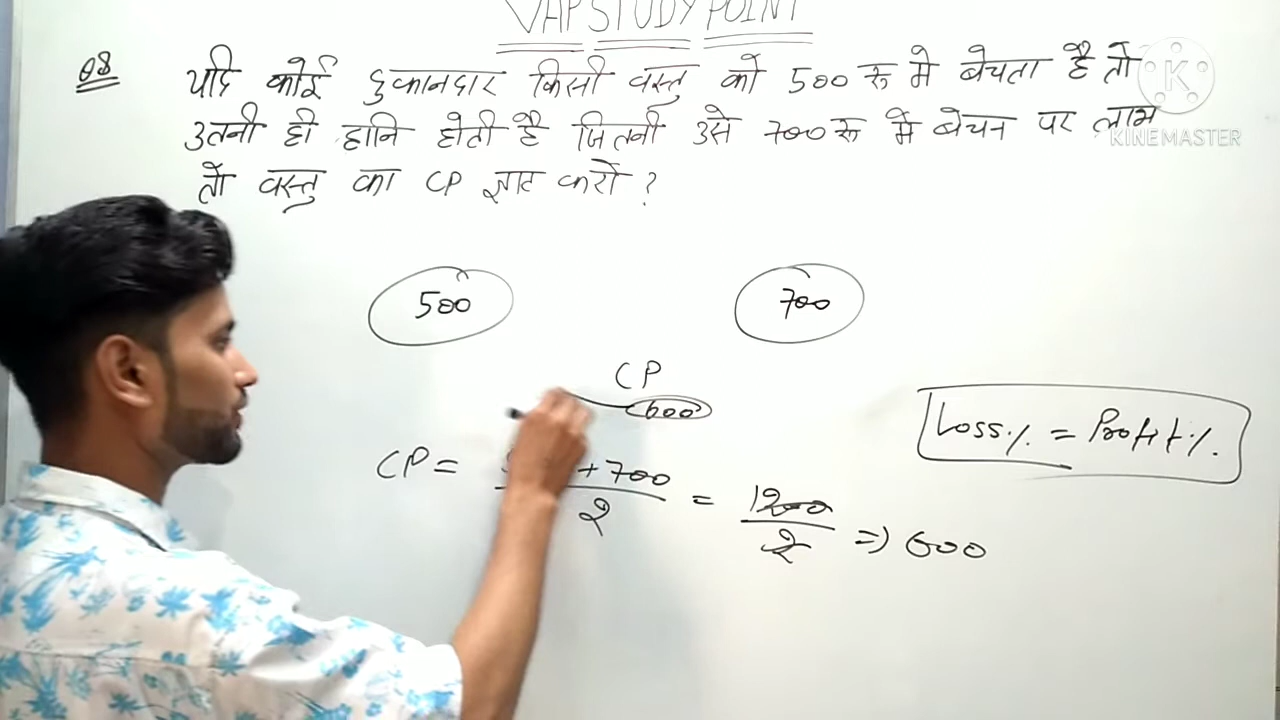 VAP STUDY POINT
08 यदि कोई दुकानदार किसी वस्तु को 500 रू मे बेचता है तो
उतनी ही हानि होती है जितनी उसे 700 रू में बेचन पर लाभ
तो वस्तु का CP ज्ञात करों ?
KINEMASTER
500 700
CP
600
Loss% = Profit%.
CP = + 700 / 2 = 1200 / 2 => 600